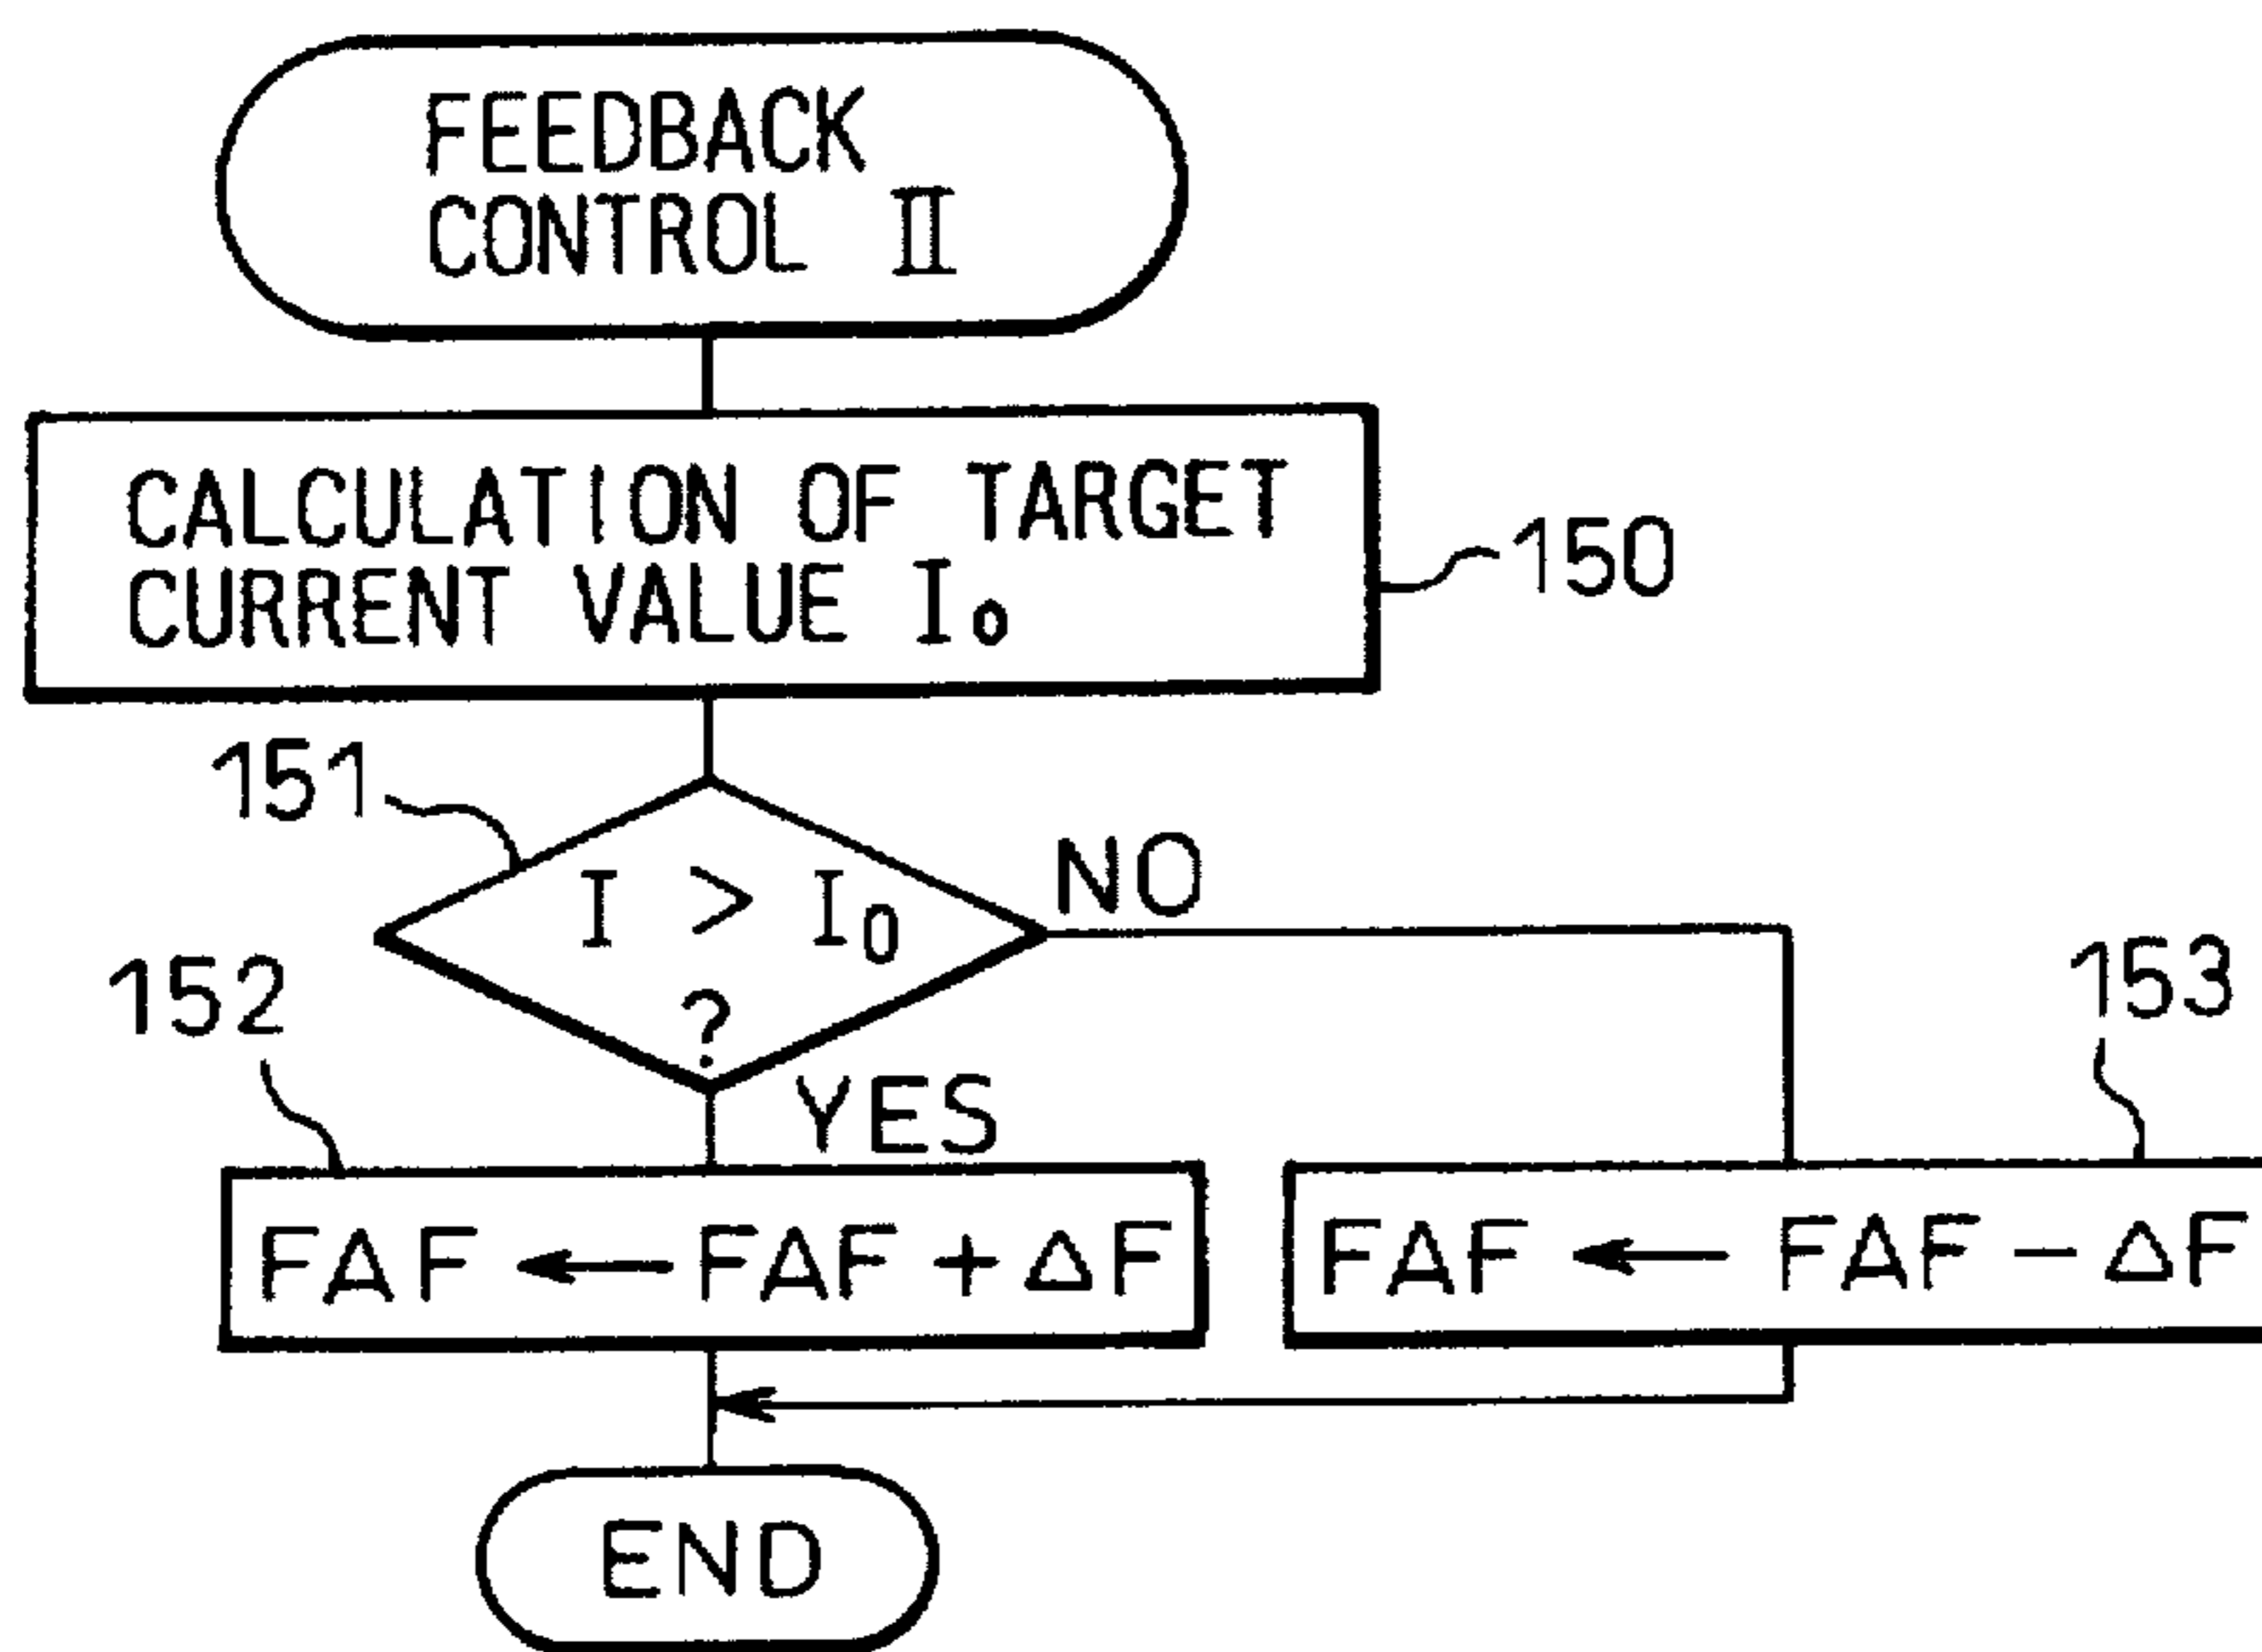 FEEDBACK
CONTROL II
CALCULATION OF TARGET
CURRENT VALUE I₀
150
151
I > I₀
?
NO
YES
152
153
FAF ← FAF + ΔF
FAF ← FAF − ΔF
END